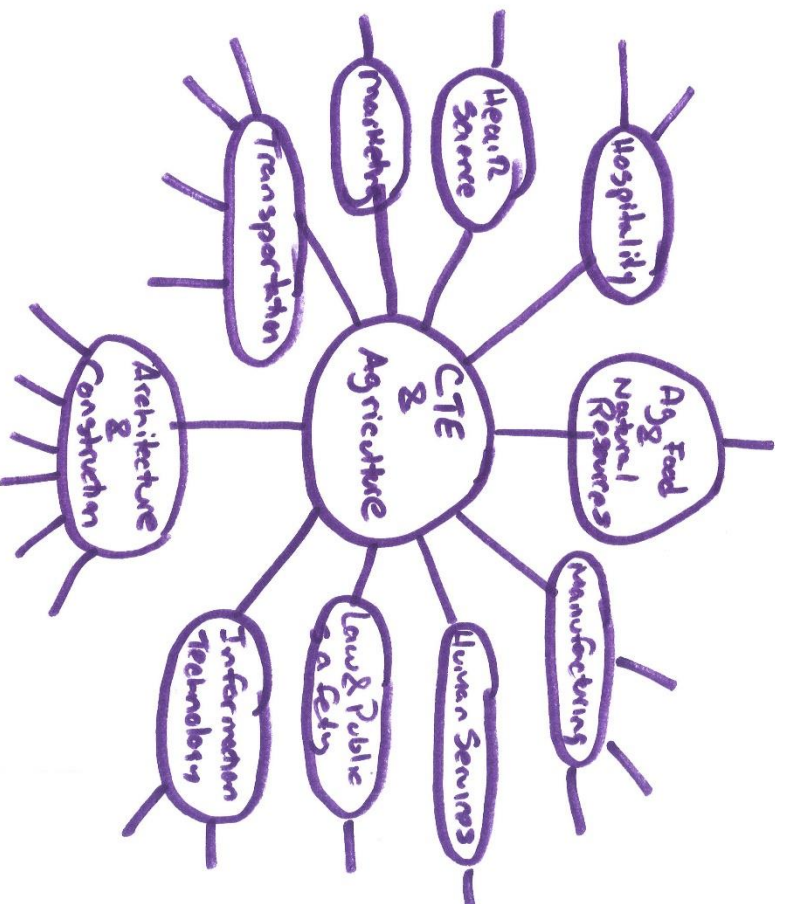 Hospitality
Ag Food
&
Natural
Resources
Manufacturing
Health
Science
CTE
&
Agriculture
Human Services
Marketing
Law & Public
Safety
Transportation
Information
Technology
Architecture
&
Construction